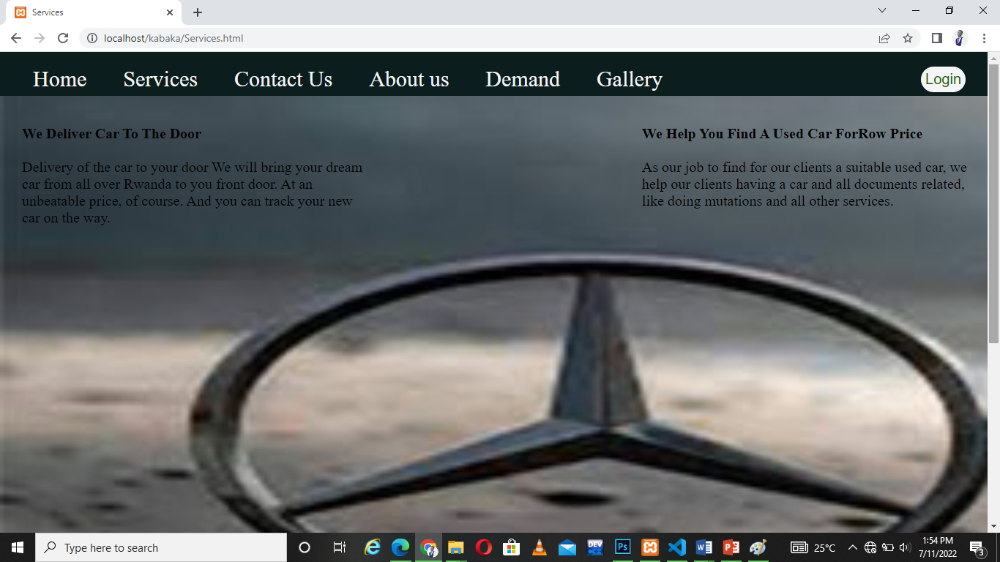 Services
localhost/kabaka/Services.html
Home Services Contact Us About us Demand Gallery Login
We Deliver Car To The Door
Delivery of the car to your door We will bring your dream
car from all over Rwanda to you front door. At an
unbeatable price, of course. And you can track your new
car on the way.
We Help You Find A Used Car ForRow Price
As our job to find for our clients a suitable used car, we
help our clients having a car and all documents related,
like doing mutations and all other services.
Type here to search
DEV
Ps
W
P
25°C
1:54 PM
7/11/2022
3